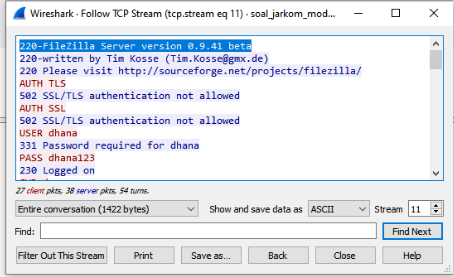 Wireshark - Follow TCP Stream (tcp.stream eq 11) - soal_jarkom_mod...
220-FileZilla Server version 0.9.41 beta
220-written by Tim Kosse (Tim.Kosse@gmx.de)
220 Please visit http://sourceforge.net/projects/filezilla/
AUTH TLS
502 SSL/TLS authentication not allowed
AUTH SSL
502 SSL/TLS authentication not allowed
USER dhana
331 Password required for dhana
PASS dhana123
230 Logged on
27 client pkts, 38 server pkts, 54 turns.
Entire conversation (1422 bytes) Show and save data as ASCII Stream 11
Find: Find Next
Filter Out This Stream Print Save as... Back Close Help